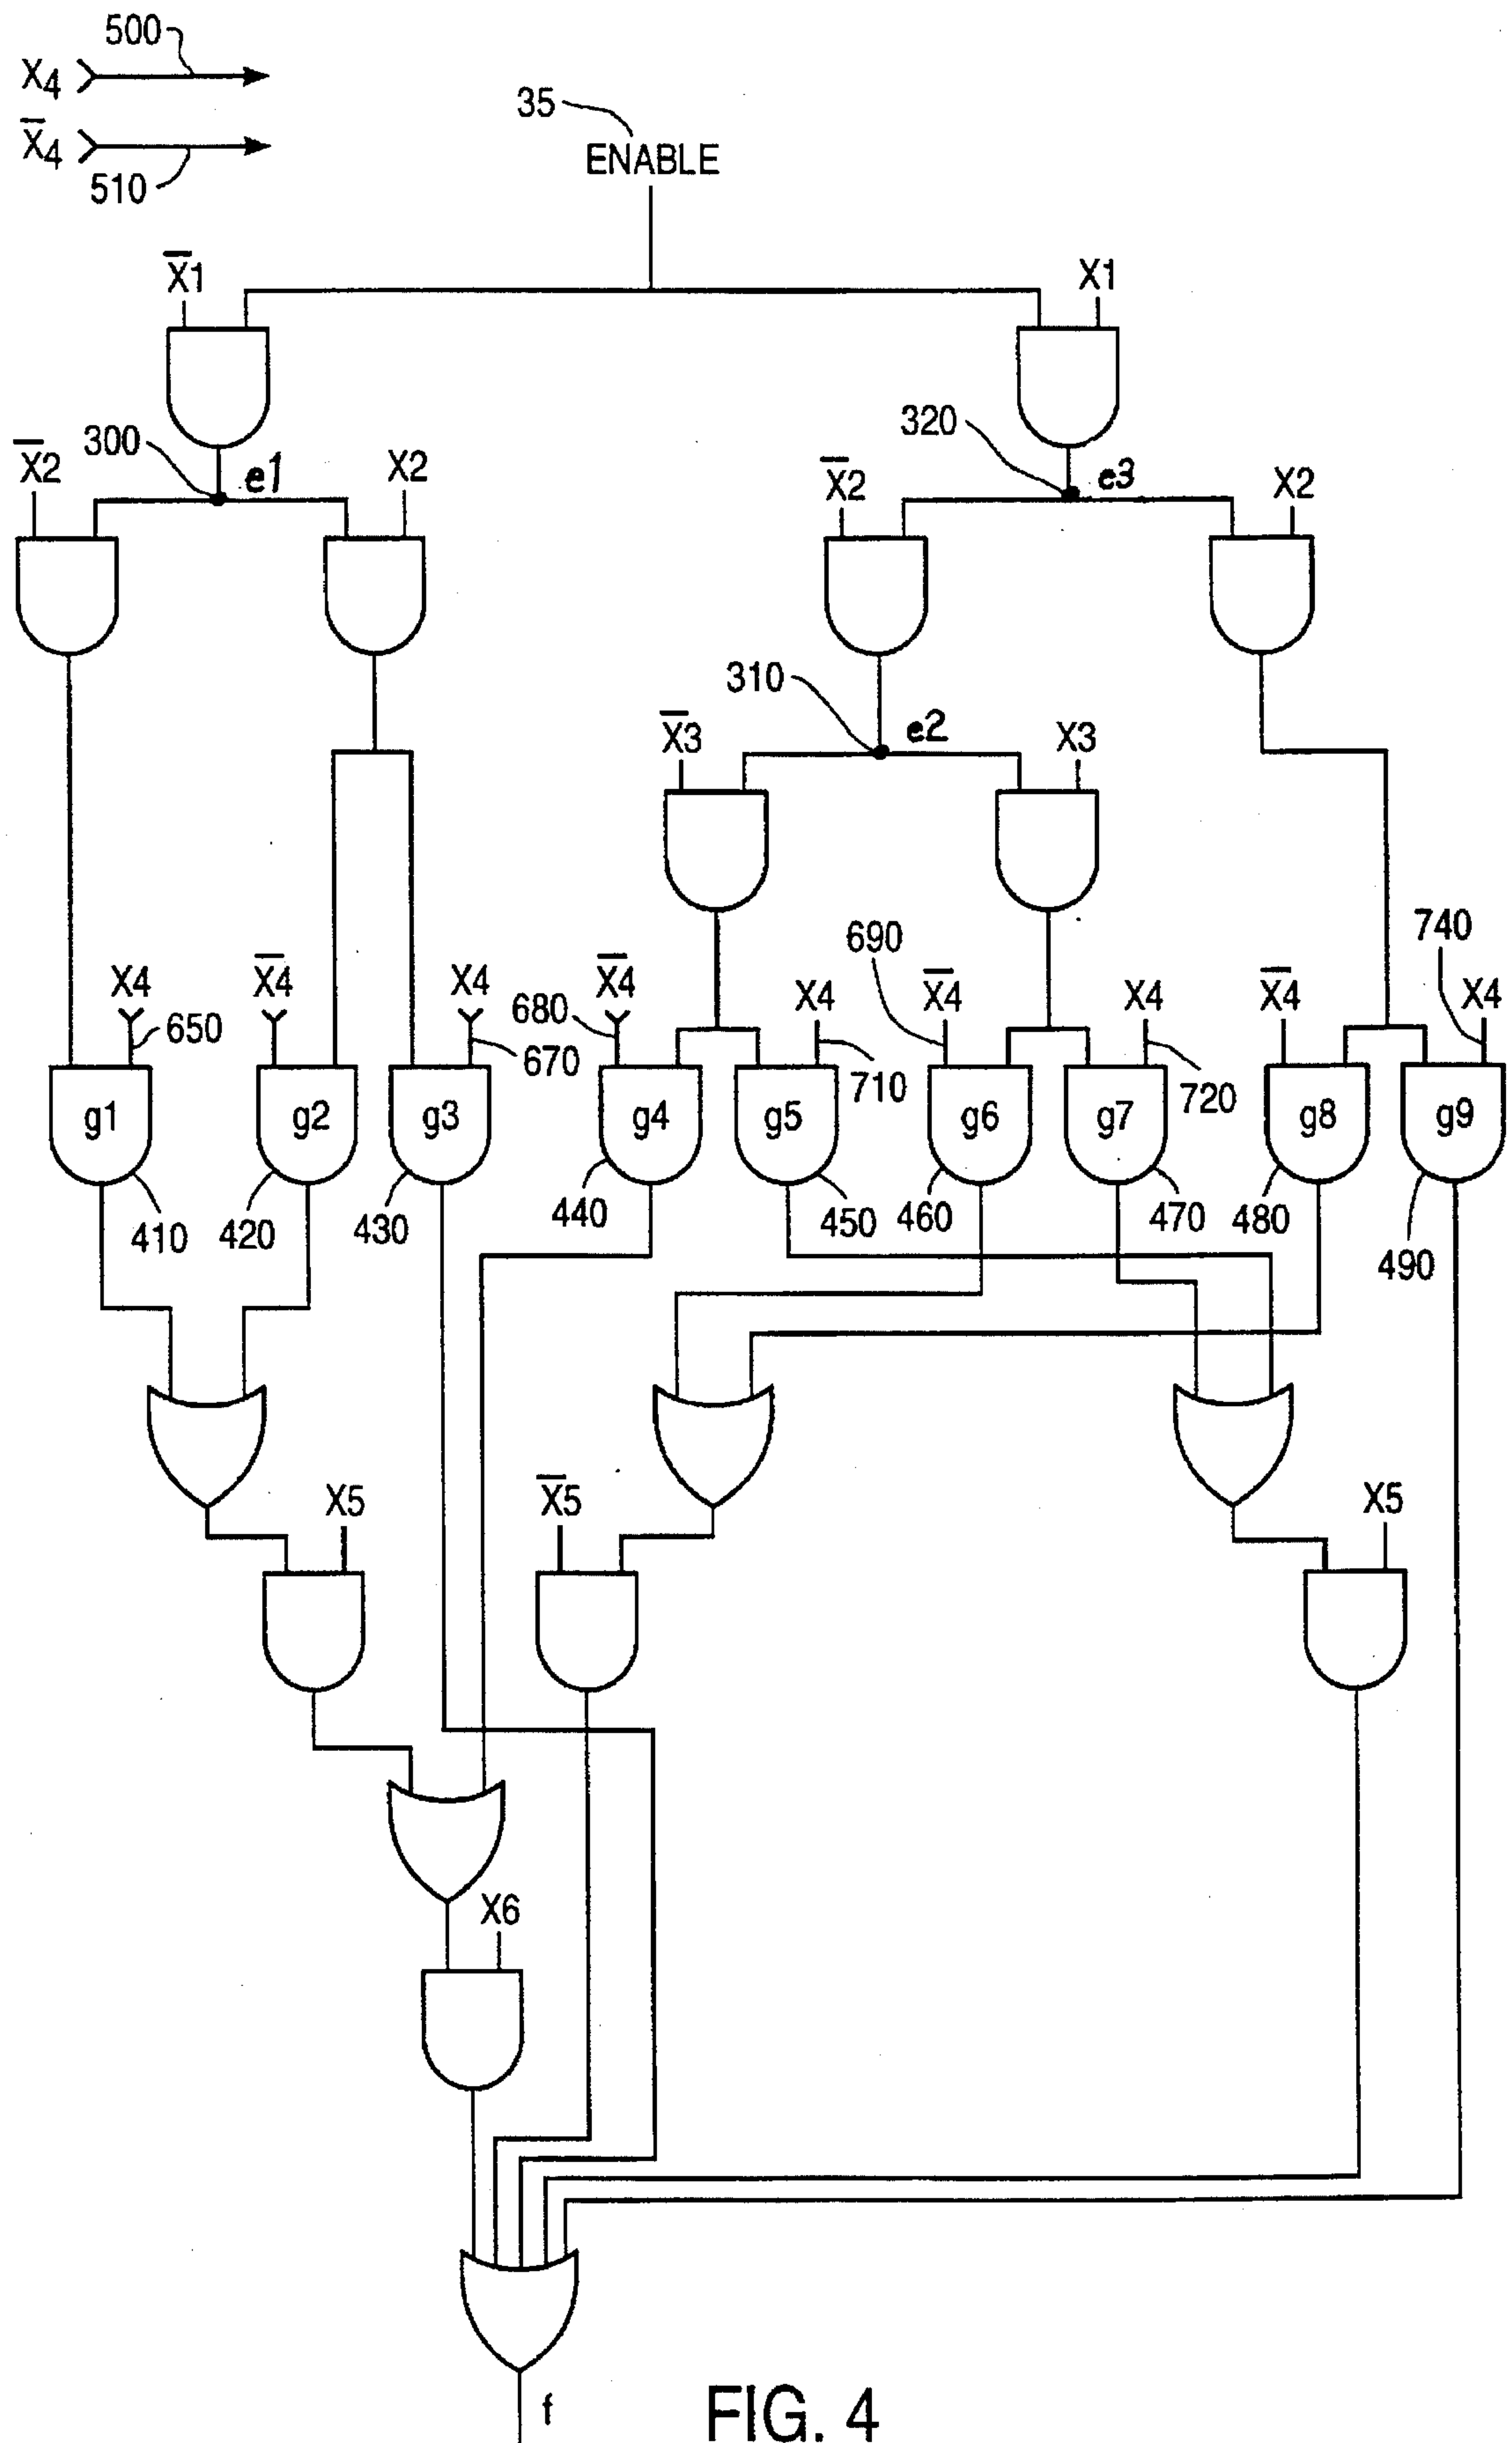 500
X4
X̅4
510
35
ENABLE
X̅1 X1
300 320
X̅2 e1 X2 X̅2 e3 X2
310
X̅3 e2 X3
690 740
X4 X̅4 X4 680 X̅4 X4 X̅4 X4 X̅4 X4
650 670 710 720
g1 g2 g3 g4 g5 g6 g7 g8 g9
410 420 430 440 450 460 470 480 490
X5 X̅5 X5
X6
f
FIG. 4